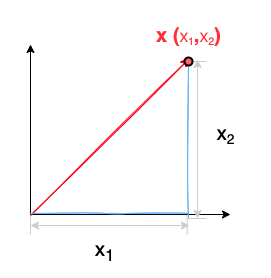 x (x₁,x₂)
x₂
x₁